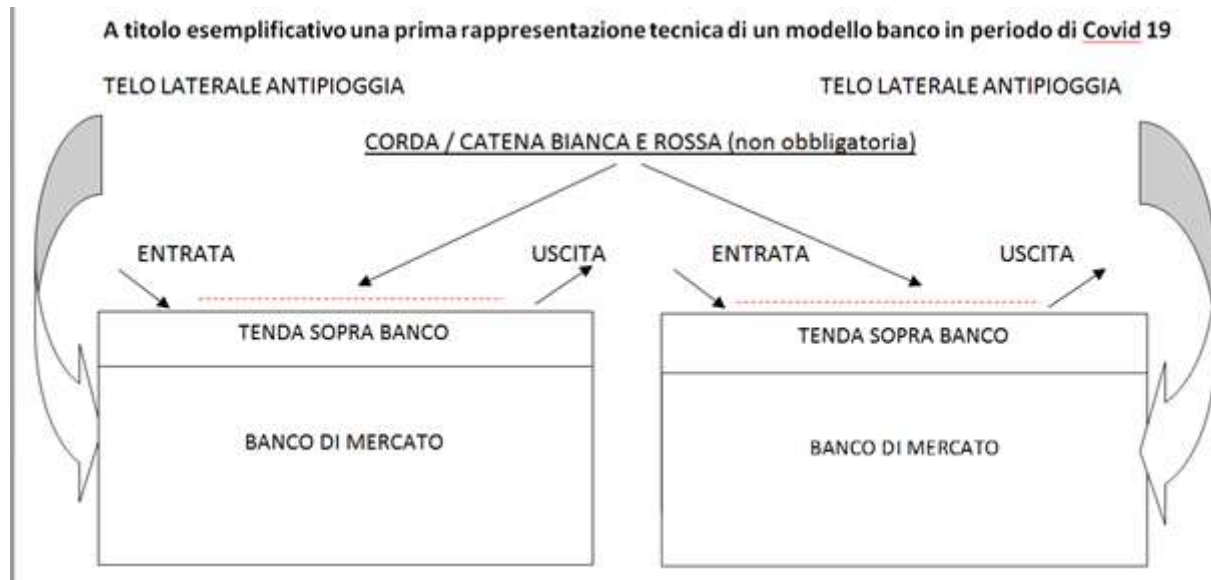 A titolo esemplificativo una prima rappresentazione tecnica di un modello banco in periodo di Covid 19
TELO LATERALE ANTIPIOGGIA TELO LATERALE ANTIPIOGGIA
CORDA / CATENA BIANCA E ROSSA (non obbligatoria)
ENTRATA USCITA ENTRATA USCITA
TENDA SOPRA BANCO TENDA SOPRA BANCO
BANCO DI MERCATO BANCO DI MERCATO